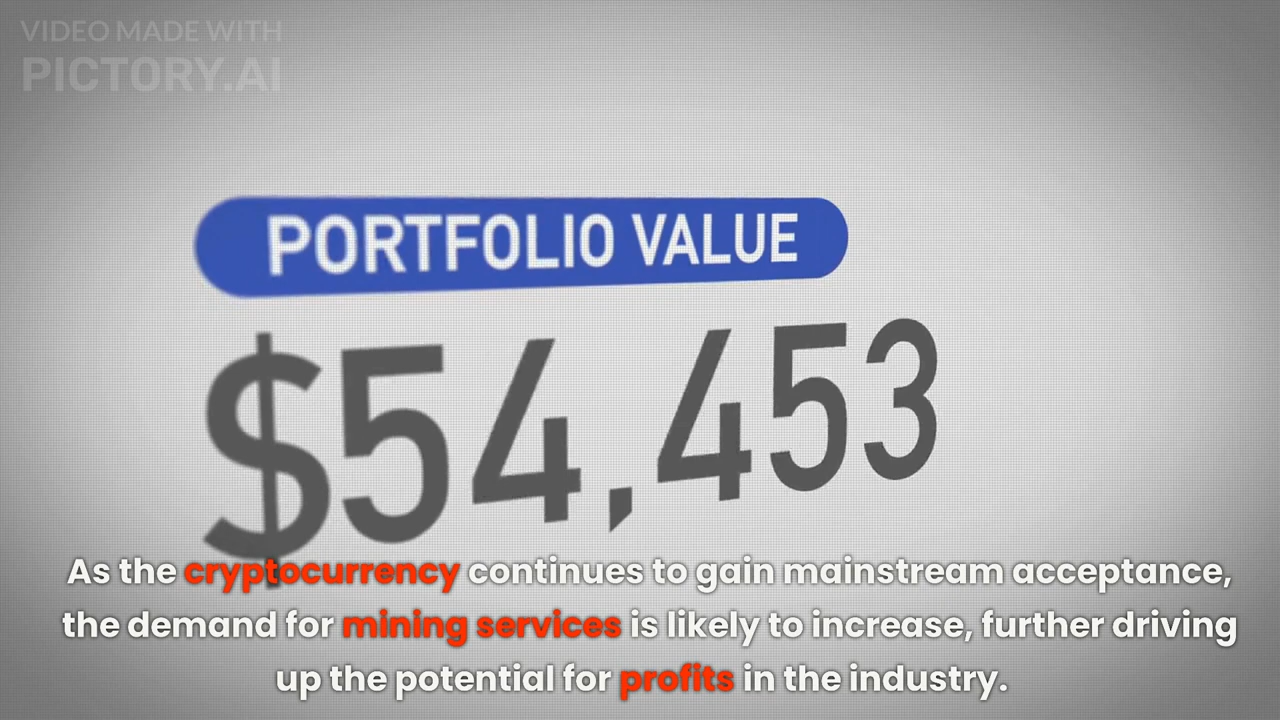 VIDEO MADE WITH
PICTORY.AI
PORTFOLIO VALUE
$54,453
As the cryptocurrency continues to gain mainstream acceptance,
the demand for mining services is likely to increase, further driving
up the potential for profits in the industry.